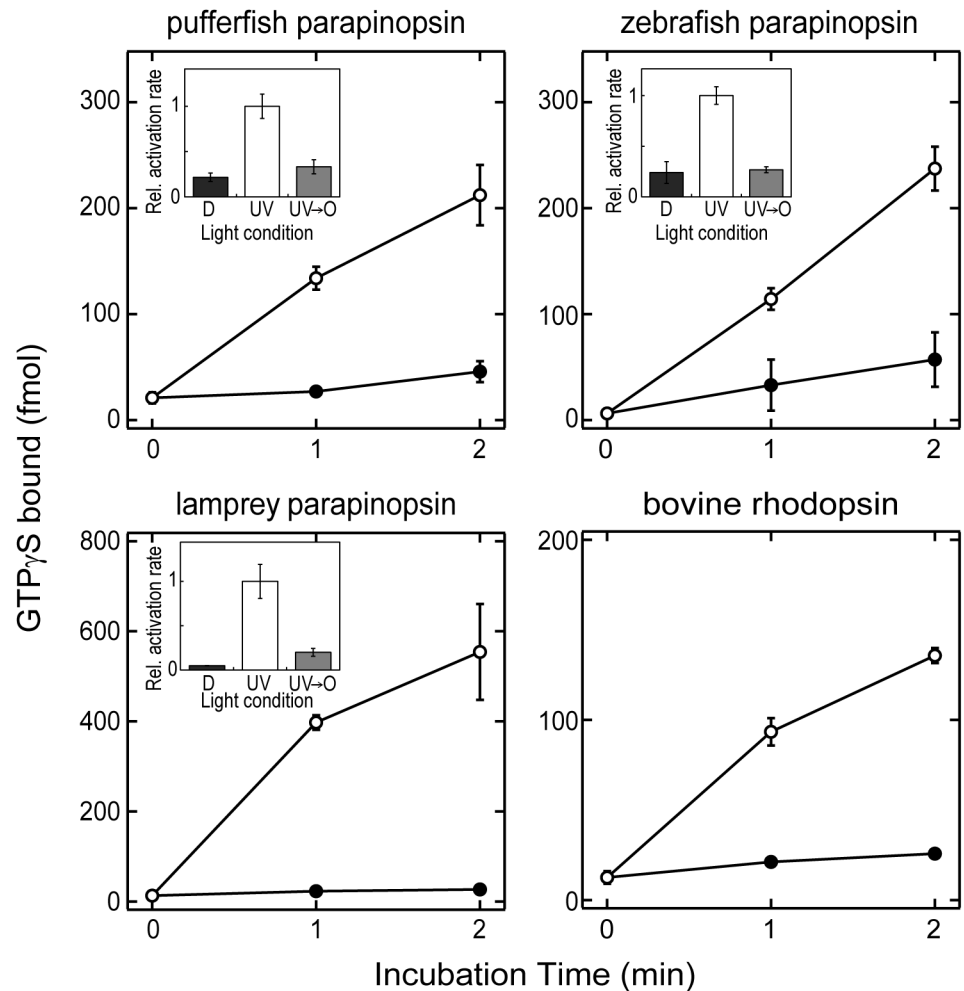 pufferfish parapinopsin
300
200
100
0
0 1 2
Rel. activation rate
1
0
D UV UV→O
Light condition
zebrafish parapinopsin
300
200
100
0
0 1 2
Rel. activation rate
1
0
D UV UV→O
Light condition
GTPγS bound (fmol)
lamprey parapinopsin
800
600
400
200
0
0 1 2
Rel. activation rate
1
0
D UV UV→O
Light condition
bovine rhodopsin
200
100
0
0 1 2
Incubation Time (min)